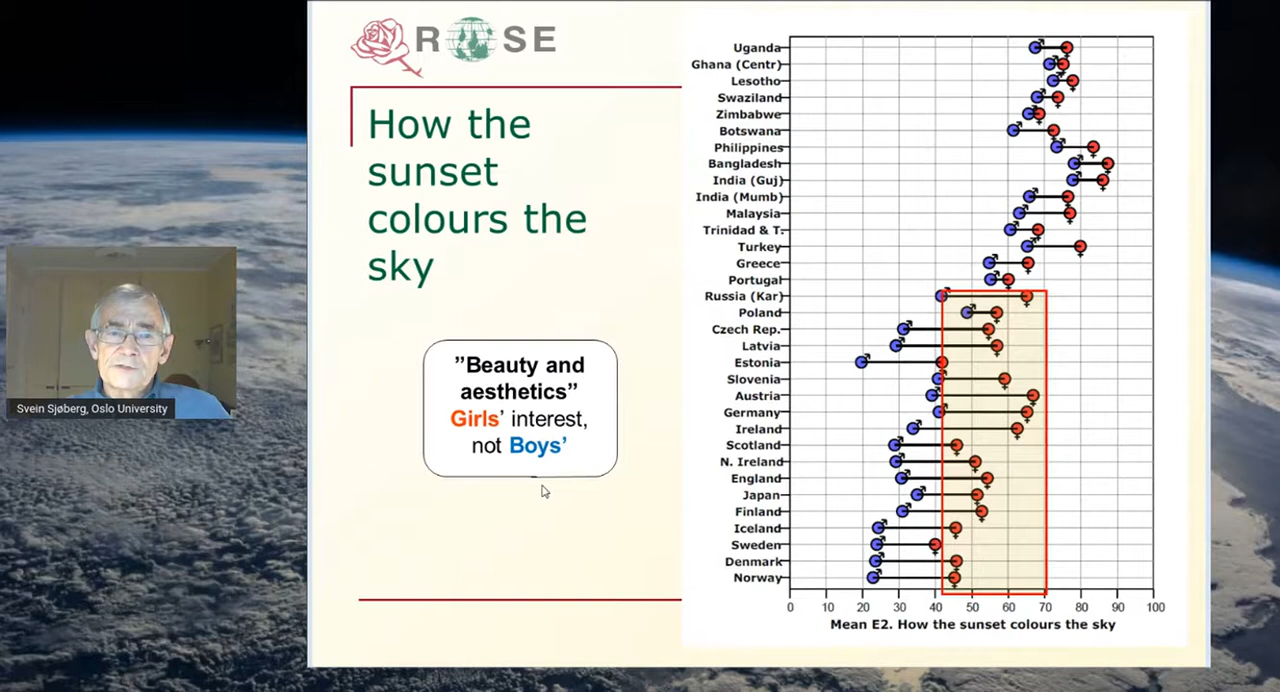 ROSE
How the
sunset
colours the
sky
”Beauty and
aesthetics”
Girls’ interest,
not Boys’
Svein Sjøberg, Oslo University
Uganda
Ghana (Centr)
Lesotho
Swaziland
Zimbabwe
Botswana
Philippines
Bangladesh
India (Guj)
India (Mumb)
Malaysia
Trinidad & T.
Turkey
Greece
Portugal
Russia (Kar)
Poland
Czech Rep.
Latvia
Estonia
Slovenia
Austria
Germany
Ireland
Scotland
N. Ireland
England
Japan
Finland
Iceland
Sweden
Denmark
Norway
0 10 20 30 40 50 60 70 80 90 100
Mean E2. How the sunset colours the sky